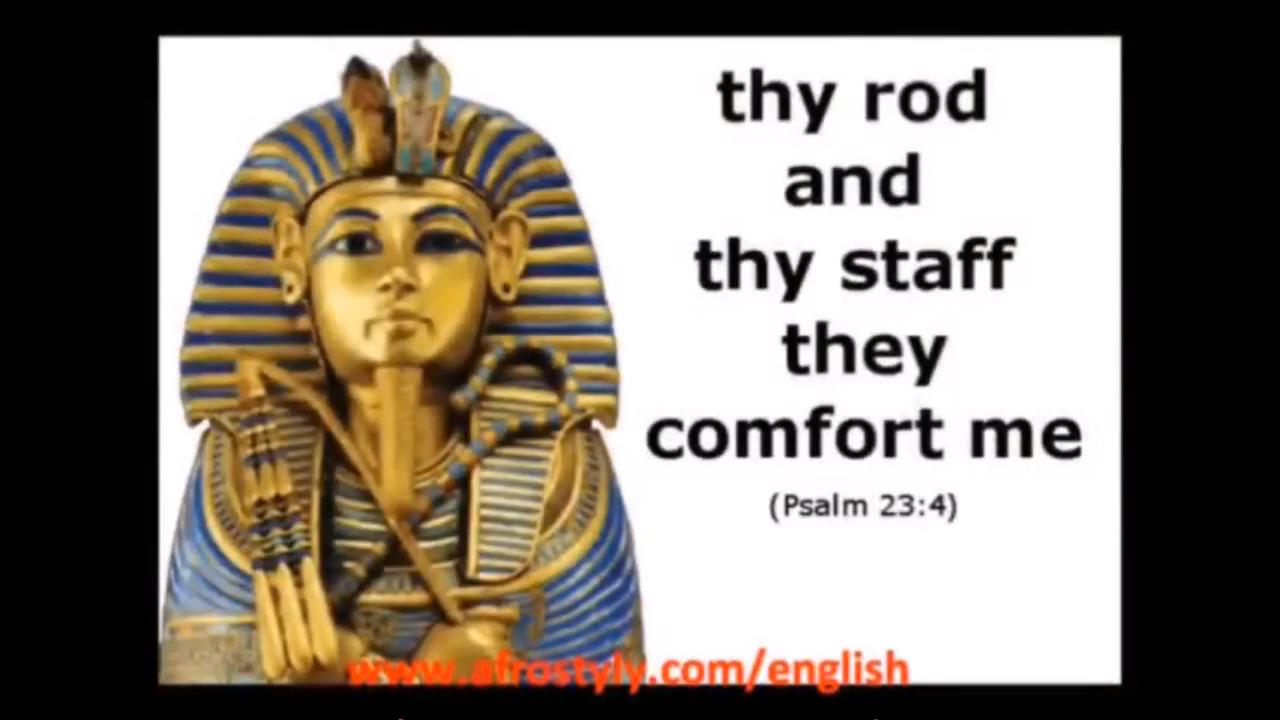 thy rod
and
thy staff
they
comfort me
(Psalm 23:4)
www.afrostyly.com/english